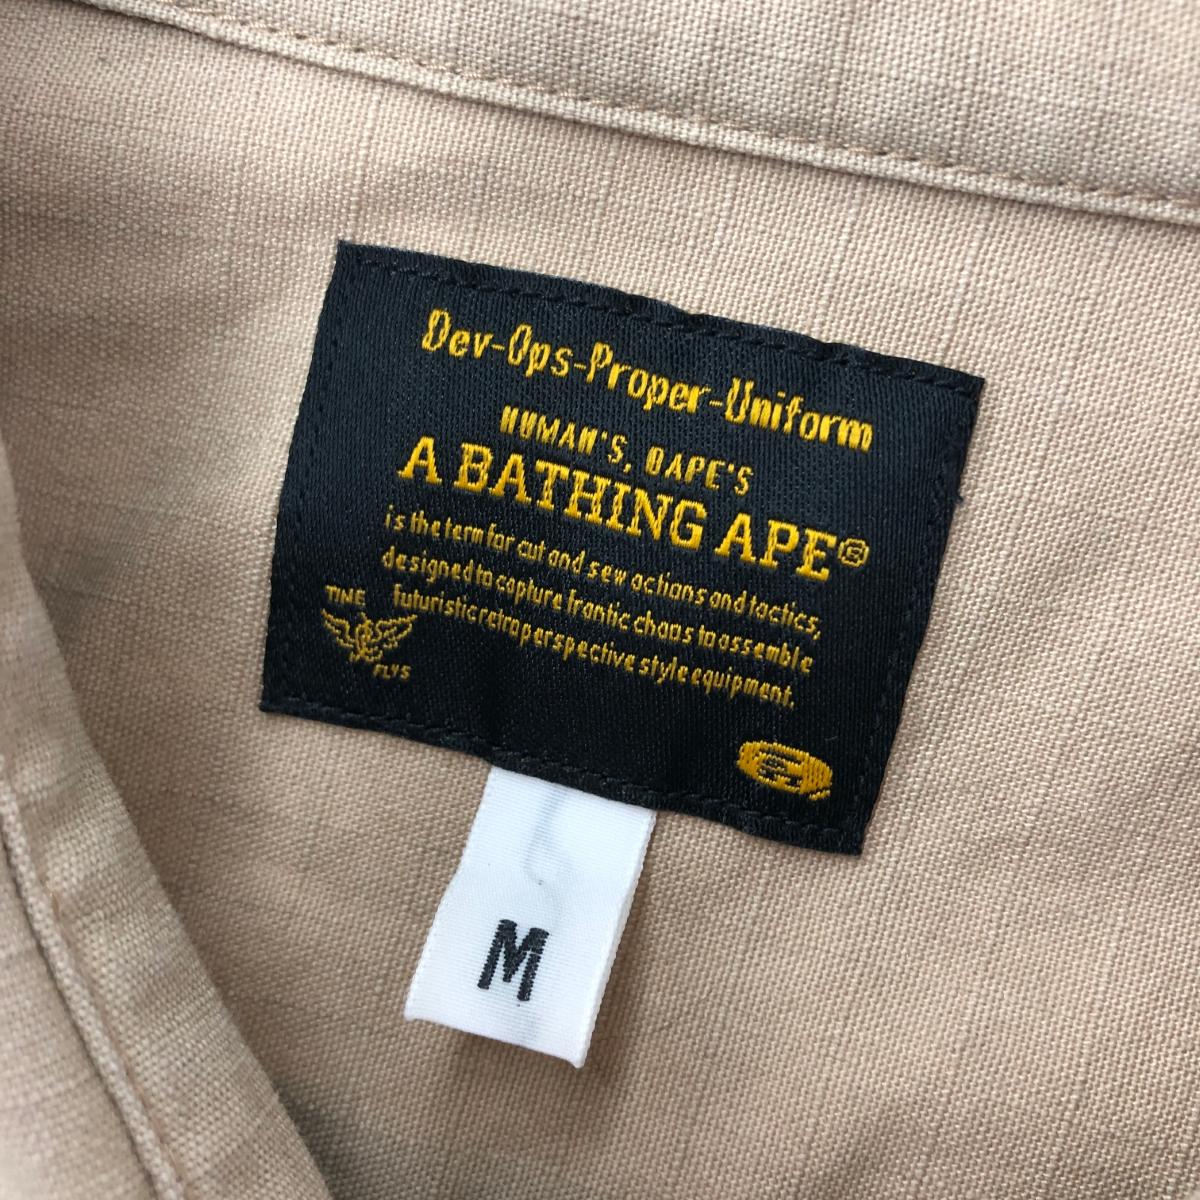 Dev-Ops-Proper-Uniform
HUMAN'S, BAPE'S
A BATHING APE®
is the term for cut and sew actions and tactics,
designed to capture frantic chaos to assemble
futuristic retro perspective style equipment.
TIME
FLYS
M